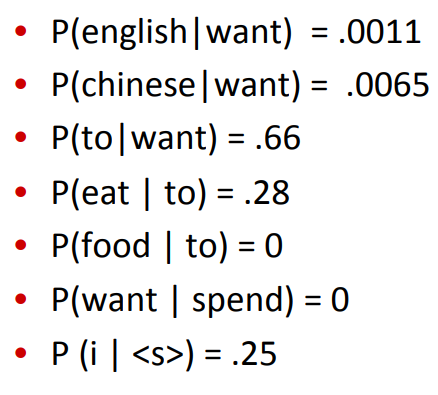 • P(english|want) = .0011
• P(chinese|want) = .0065
• P(to|want) = .66
• P(eat | to) = .28
• P(food | to) = 0
• P(want | spend) = 0
• P (i | <s>) = .25